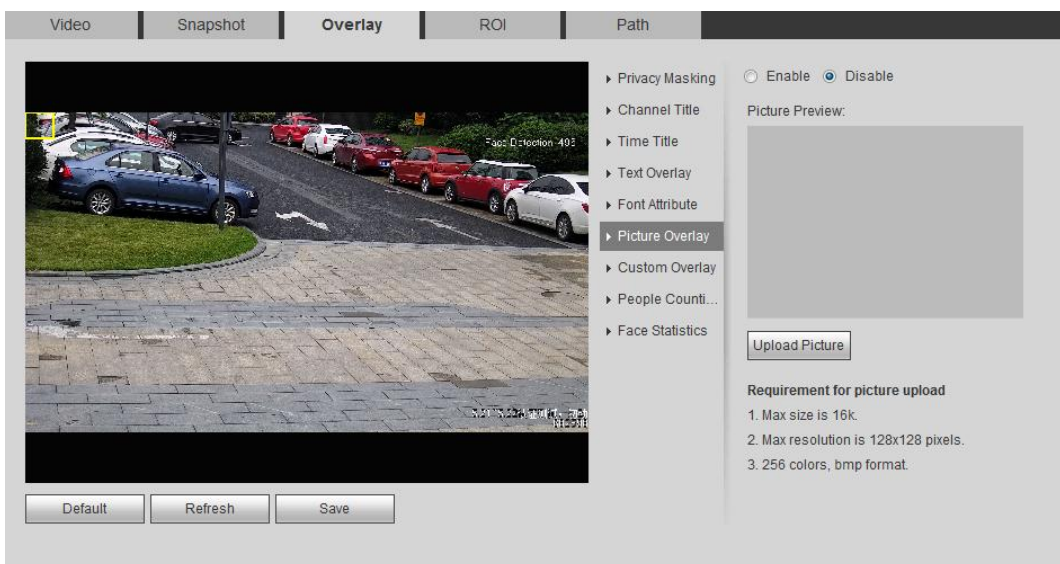 Video
Snapshot
Overlay
ROI
Path
Face Detection 496
Privacy Masking
Channel Title
Time Title
Text Overlay
Font Attribute
Picture Overlay
Custom Overlay
People Counti...
Face Statistics
Enable
Disable
Picture Preview:
Upload Picture
Requirement for picture upload
1. Max size is 16k.
2. Max resolution is 128x128 pixels.
3. 256 colors, bmp format.
Default
Refresh
Save